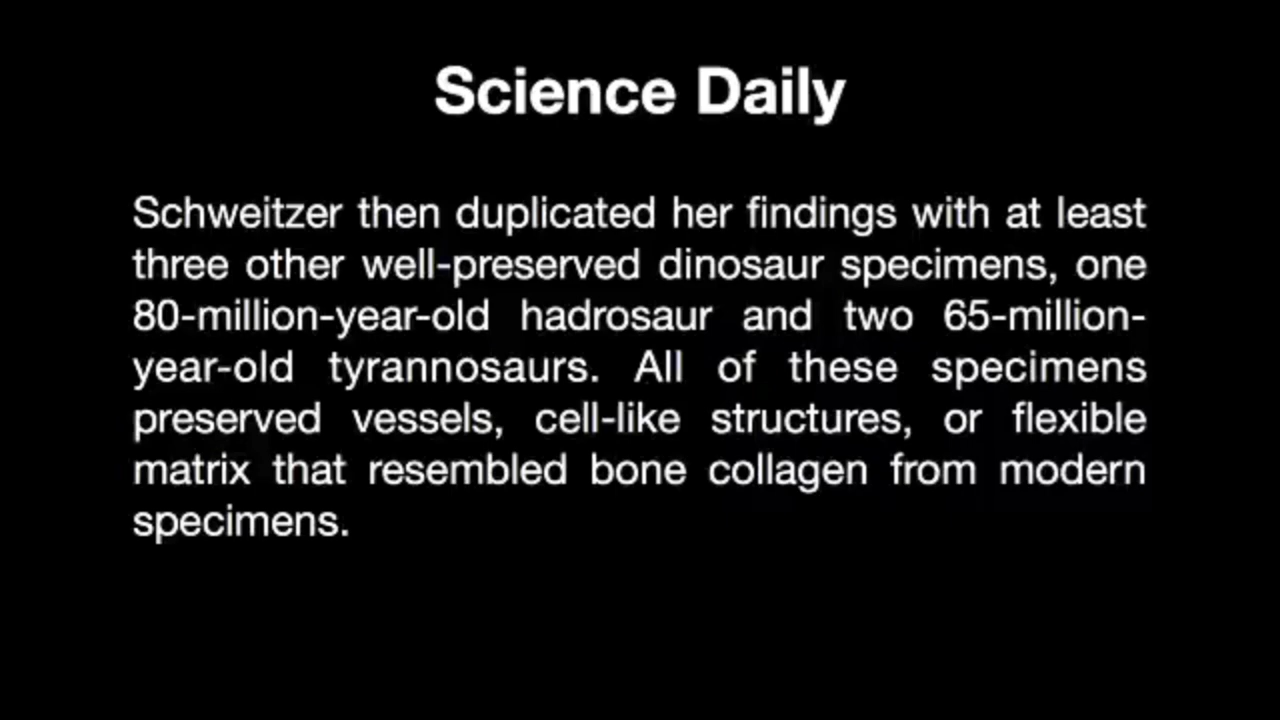 Science Daily
Schweitzer then duplicated her findings with at least
three other well-preserved dinosaur specimens, one
80-million-year-old hadrosaur and two 65-million-
year-old tyrannosaurs. All of these specimens
preserved vessels, cell-like structures, or flexible
matrix that resembled bone collagen from modern
specimens.